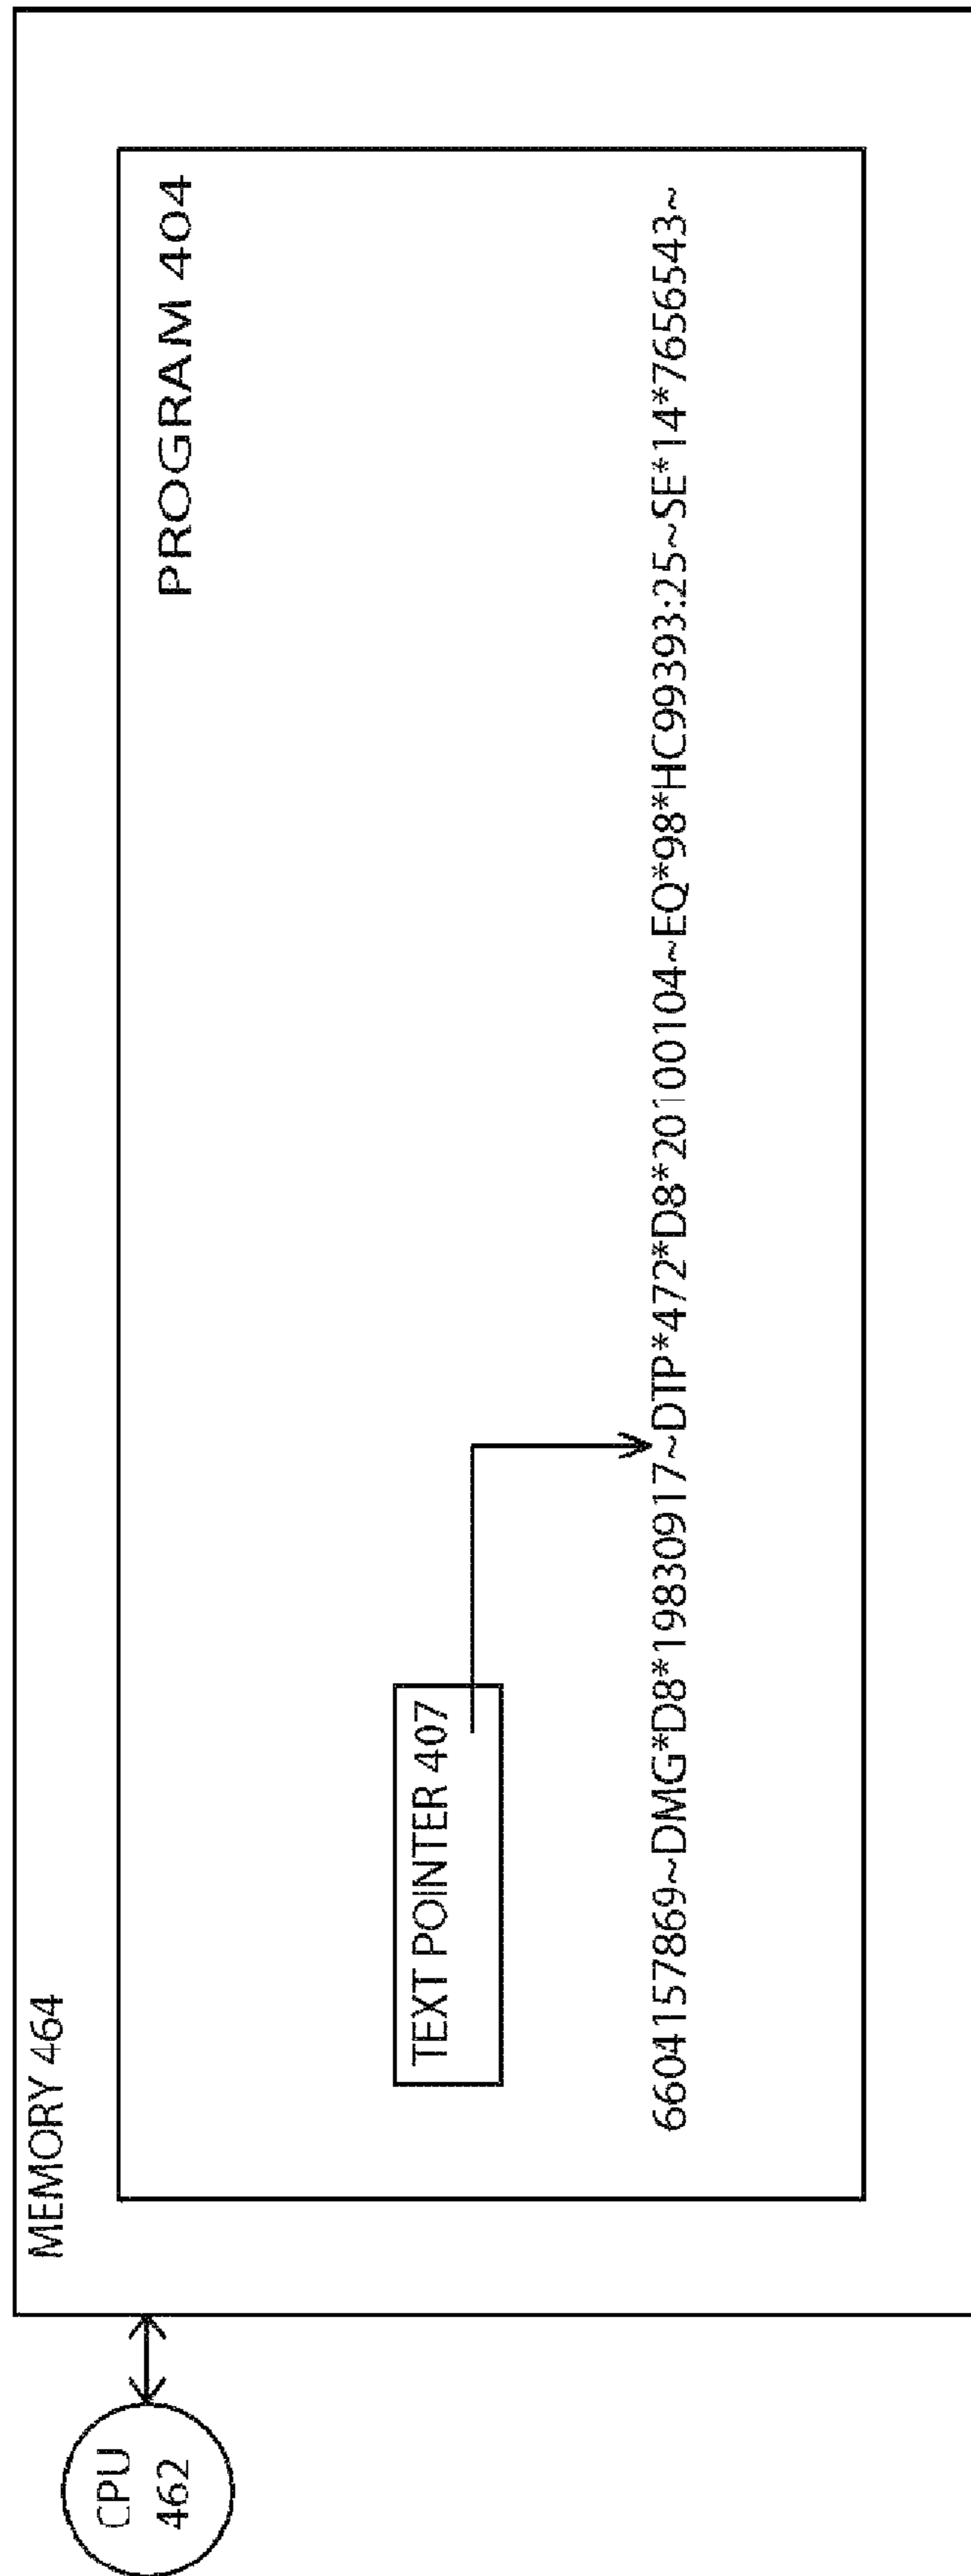 MEMORY 464
PROGRAM 404
TEXT POINTER 407
6604157869~DMG*D8*19830917~DTP*472*D8*20100104~EQ*98*HC99393:25~SE*14*7656543~
CPU
462